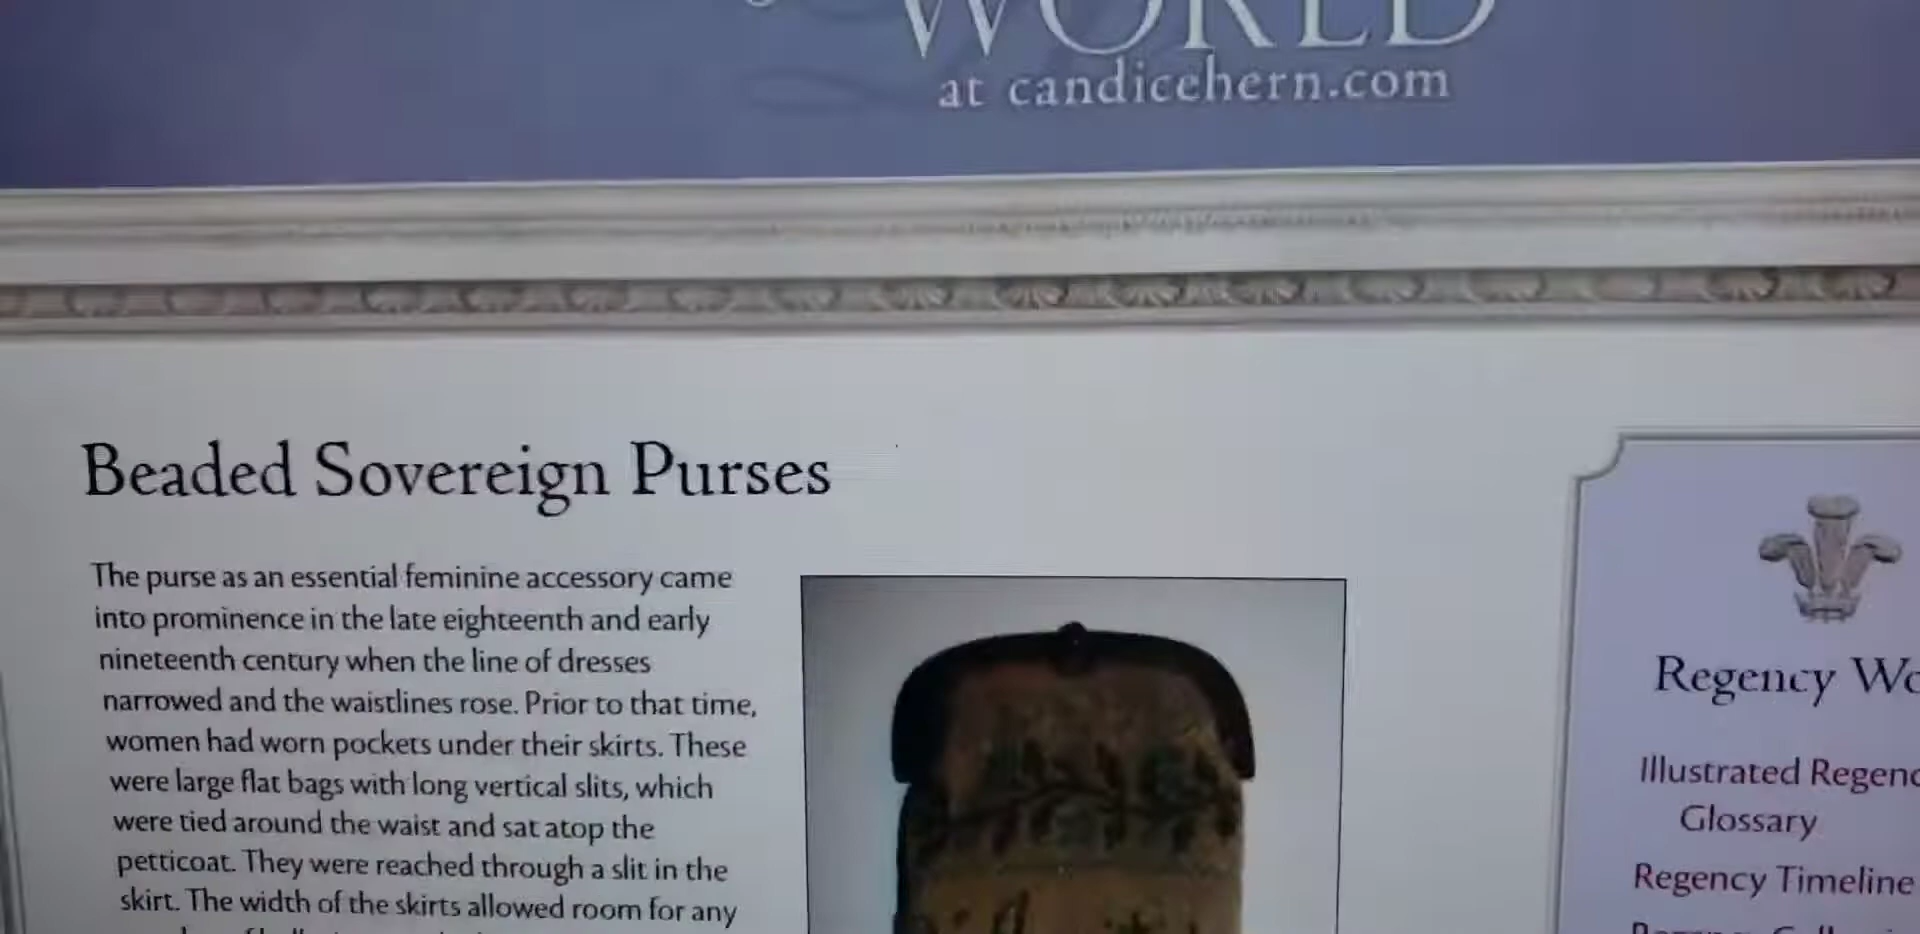 WORLD
at candicehern.com
Beaded Sovereign Purses
The purse as an essential feminine accessory came
into prominence in the late eighteenth and early
nineteenth century when the line of dresses
narrowed and the waistlines rose. Prior to that time,
women had worn pockets under their skirts. These
were large flat bags with long vertical slits, which
were tied around the waist and sat atop the
petticoat. They were reached through a slit in the
skirt. The width of the skirts allowed room for any
Regency
Illustrated
Glossary
Regency Timeline